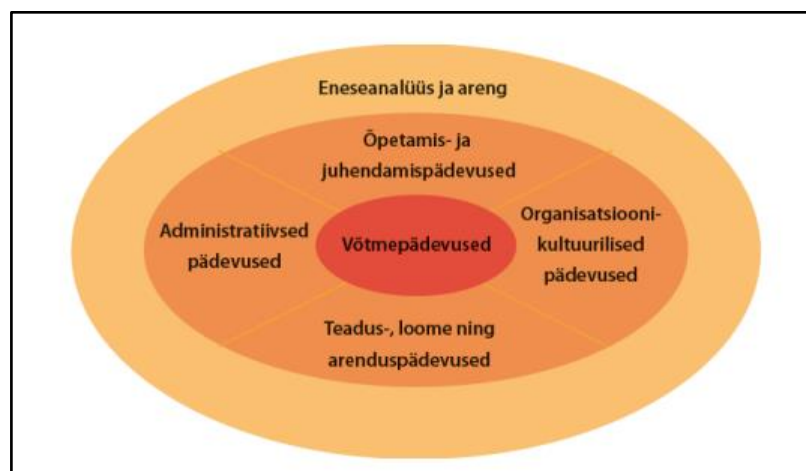 Eneseanalüüs ja areng
Õpetamis- ja
juhendamispädevused
Administratiivsed
pädevused
Võtmepädevused
Organisatsiooni-
kultuurilised
pädevused
Teadus-, loome ning
arenduspädevused